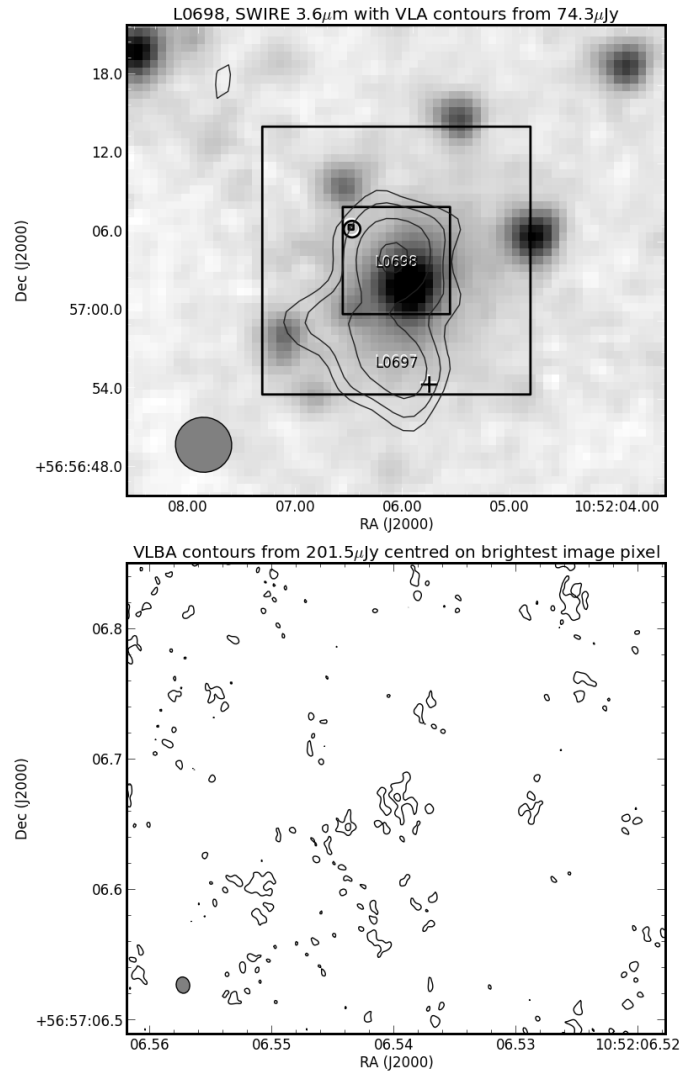 L0698, SWIRE 3.6μm with VLA contours from 74.3μJy
18.0
12.0
06.0
57:00.0
54.0
+56:56:48.0
Dec (J2000)
L0698
L0697
08.00
07.00
06.00
05.00
10:52:04.00
RA (J2000)
VLBA contours from 201.5μJy centred on brightest image pixel
06.8
06.7
06.6
+56:57:06.5
Dec (J2000)
06.56
06.55
06.54
06.53
10:52:06.52
RA (J2000)